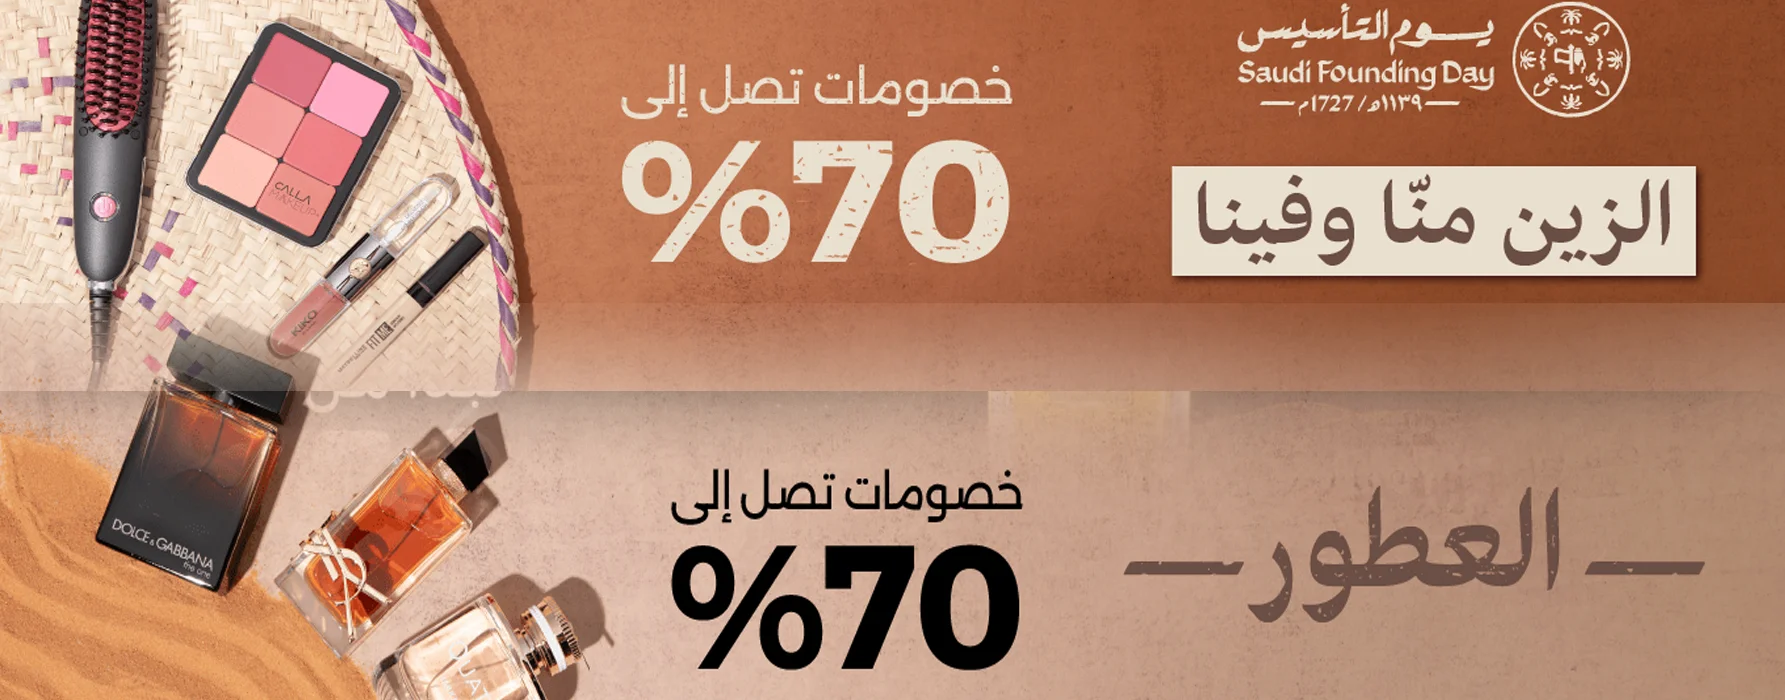 يوم التأسيس
Saudi Founding Day
١١٣٩هـ/ 1727م
الزين منّا وفينا
خصومات تصل إلى
%70
CALLA
MAKEUP
KIKO
FIT ME
العطور
خصومات تصل إلى
%70
DOLCE & GABBANA
the one